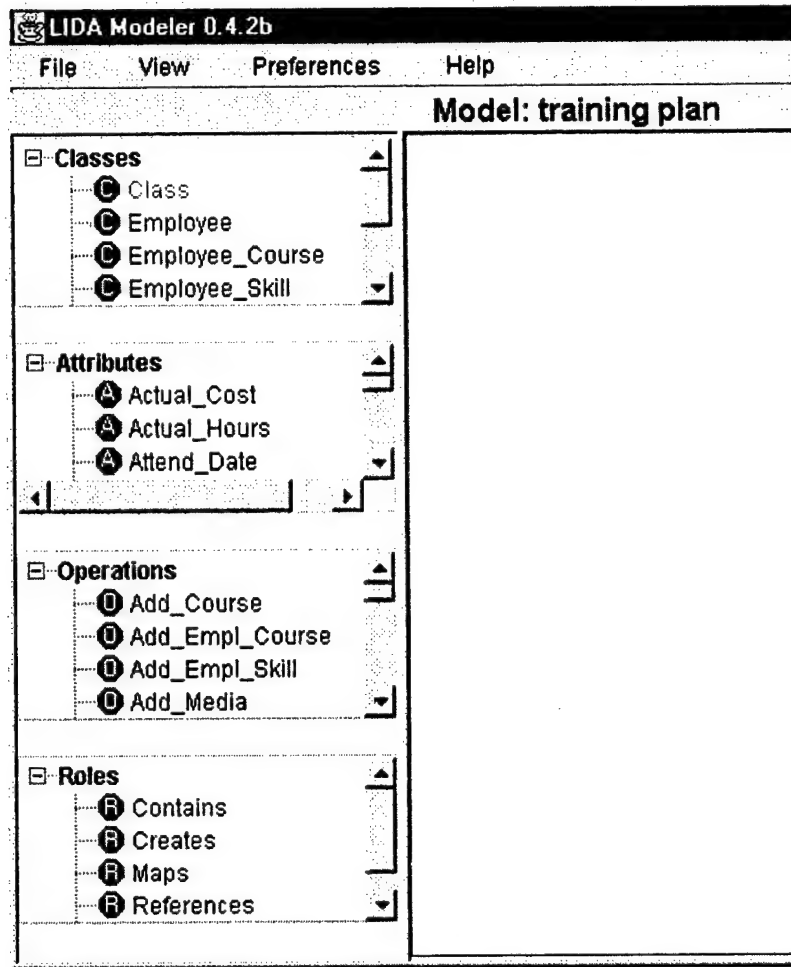 LIDA Modeler 0.4.2b
File View Preferences Help
Model: training plan
Classes
C Class
C Employee
C Employee_Course
C Employee_Skill
Attributes
A Actual_Cost
A Actual_Hours
A Attend_Date
Operations
O Add_Course
O Add_Empl_Course
O Add_Empl_Skill
O Add_Media
Roles
R Contains
R Creates
R Maps
R References